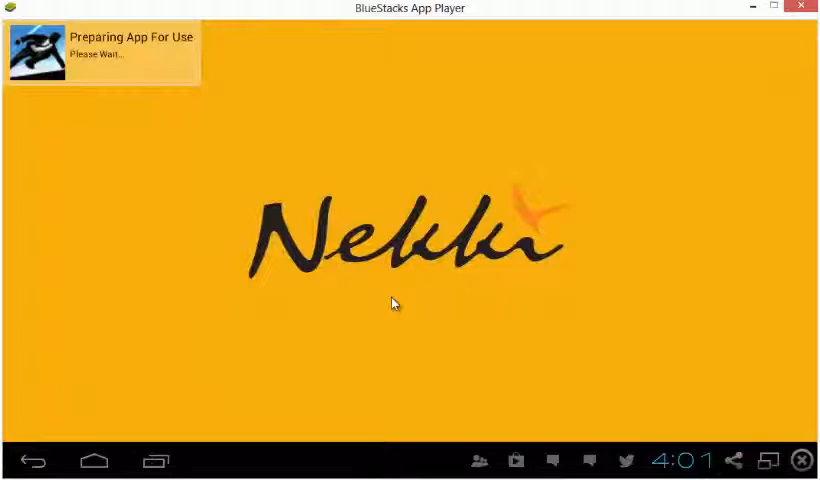 BlueStacks App Player
Preparing App For Use
Please Wait...
Nekki
4:01